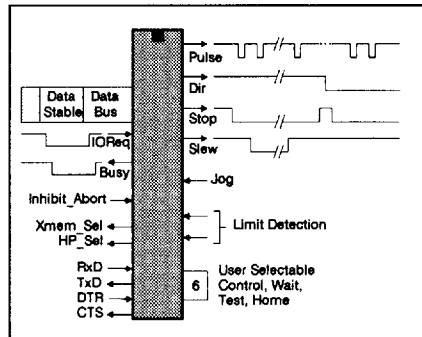 Pulse
Dir
Data Stable
Data Bus
Stop
IOReq
Slew
Busy
Jog
Inhibit_Abort
Xmem_Sel
HP_Sel
Limit Detection
RxD
TxD
DTR
CTS
6
User Selectable
Control, Wait,
Test, Home